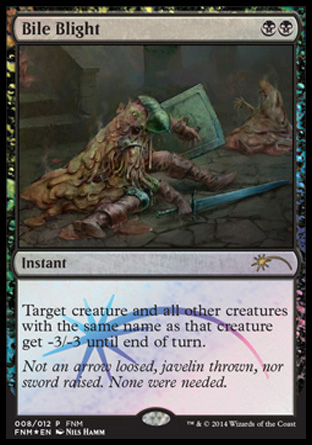 Bile Blight
Instant
Target creature and all other creatures
with the same name as that creature
get -3/-3 until end of turn.
Not an arrow loosed, javelin thrown, nor
sword raised. None were needed.
008/012 P FNM
FNM★EN Nils Hamm
™ & © 2014 Wizards of the Coast